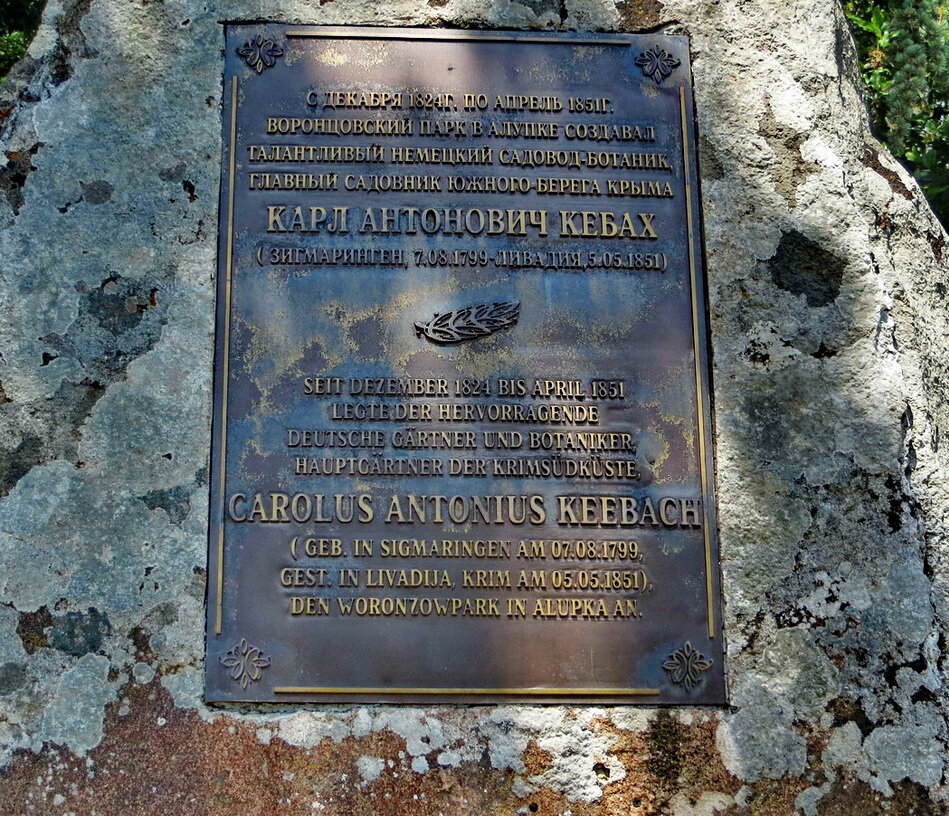 С ДЕКАБРЯ 1824Г. ПО АПРЕЛЬ 1851Г.
ВОРОНЦОВСКИЙ ПАРК В АЛУПКЕ СОЗДАВАЛ
ТАЛАНТЛИВЫЙ НЕМЕЦКИЙ САДОВОД-БОТАНИК,
ГЛАВНЫЙ САДОВНИК ЮЖНОГО БЕРЕГА КРЫМА
КАРЛ АНТОНОВИЧ КЕБАХ
( ЗИГМАРИНГЕН, 7.08.1799-ЛИВАДИЯ,5.05.1851)
SEIT DEZEMBER 1824 BIS APRIL 1851
LEGTE DER HERVORRAGENDE
DEUTSCHE GÄRTNER UND BOTANIKER,
HAUPTGÄRTNER DER KRIMSÜDKÜSTE,
CAROLUS ANTONIUS KEEBACH
( GEB. IN SIGMARINGEN AM 07.08.1799,
GEST. IN LIVADIJA, KRIM AM 05.05.1851),
DEN WORONZOWPARK IN ALUPKA AN.